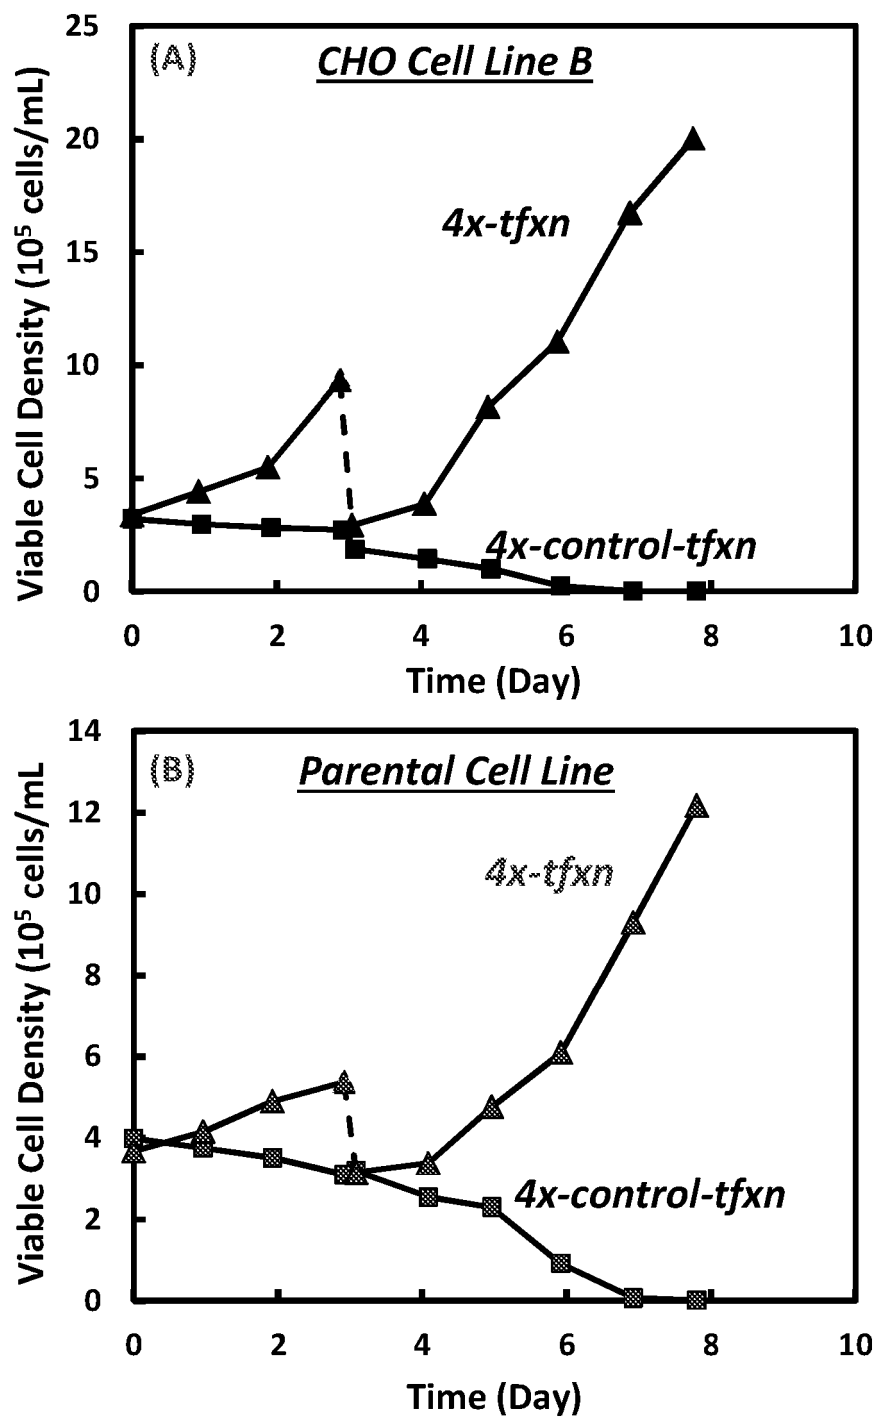 25
(A)
CHO Cell Line B
20
4x-tfxn
15
10
5
4x-control-tfxn
0
0 2 4 6 8 10
Time (Day)
Viable Cell Density (10⁵ cells/mL)
14
(B)
Parental Cell Line
12
4x-tfxn
10
8
6
4
4x-control-tfxn
2
0
0 2 4 6 8 10
Time (Day)
Viable Cell Density (10⁵ cells/mL